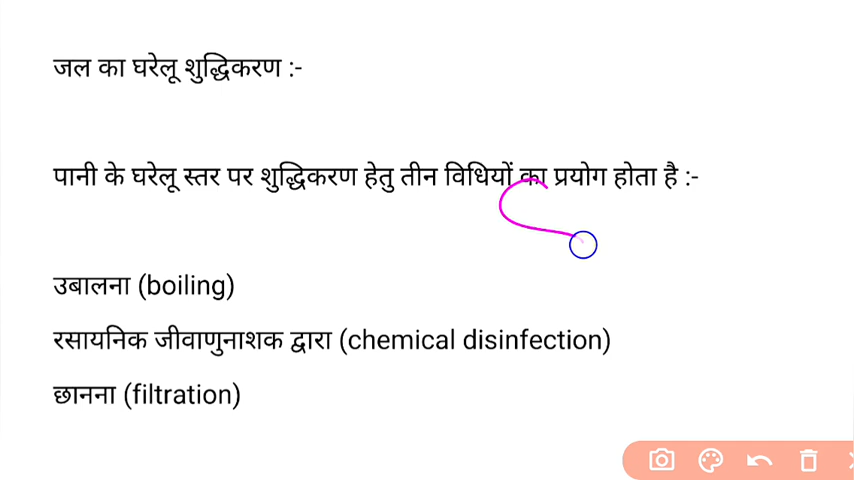 जल का घरेलू शुद्धिकरण :-
पानी के घरेलू स्तर पर शुद्धिकरण हेतु तीन विधियों का प्रयोग होता है :-
उबालना (boiling)
रसायनिक जीवाणुनाशक द्वारा (chemical disinfection)
छानना (filtration)